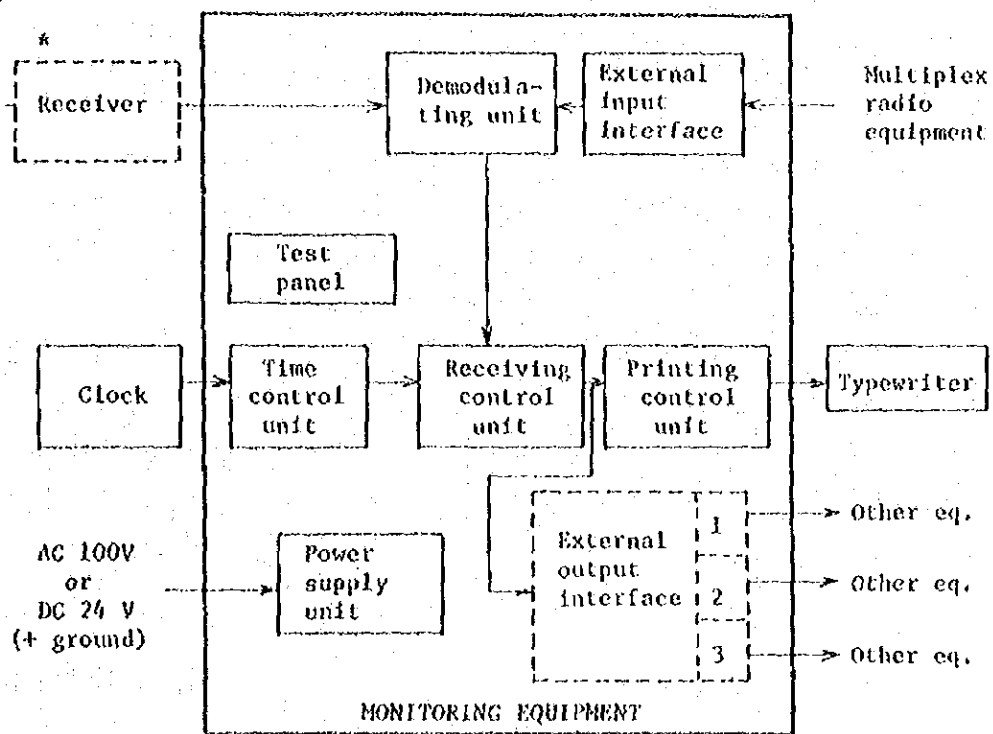 *
Receiver
Demodula-
ting unit
External
input
interface
Multiplex
radio
equipment
Test
panel
Clock
Time
control
unit
Receiving
control
unit
Printing
control
unit
Typewriter
AC 100V
or
DC 24 V
(+ ground)
Power
supply
unit
External
output
interface
1
2
3
Other eq.
Other eq.
Other eq.
MONITORING EQUIPMENT